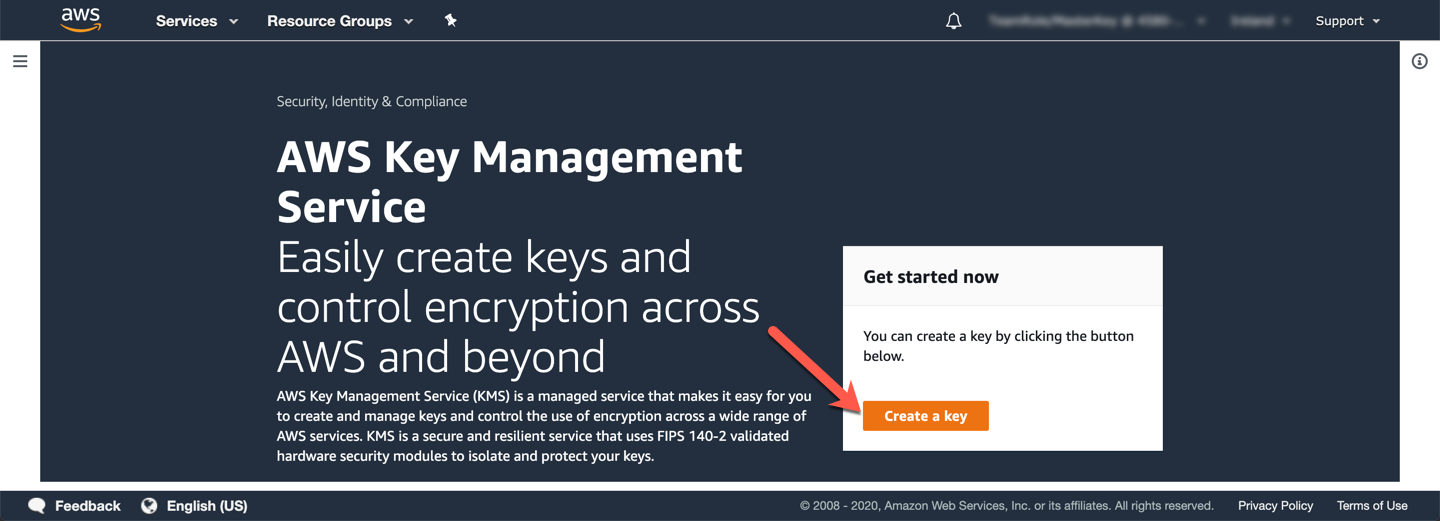 aws
Services
Resource Groups
Support
Security, Identity & Compliance
AWS Key Management
Service
Easily create keys and
control encryption across
AWS and beyond
AWS Key Management Service (KMS) is a managed service that makes it easy for you
to create and manage keys and control the use of encryption across a wide range of
AWS services. KMS is a secure and resilient service that uses FIPS 140-2 validated
hardware security modules to isolate and protect your keys.
Get started now
You can create a key by clicking the button
below.
Create a key
Feedback
English (US)
© 2008 - 2020, Amazon Web Services, Inc. or its affiliates. All rights reserved.
Privacy Policy
Terms of Use